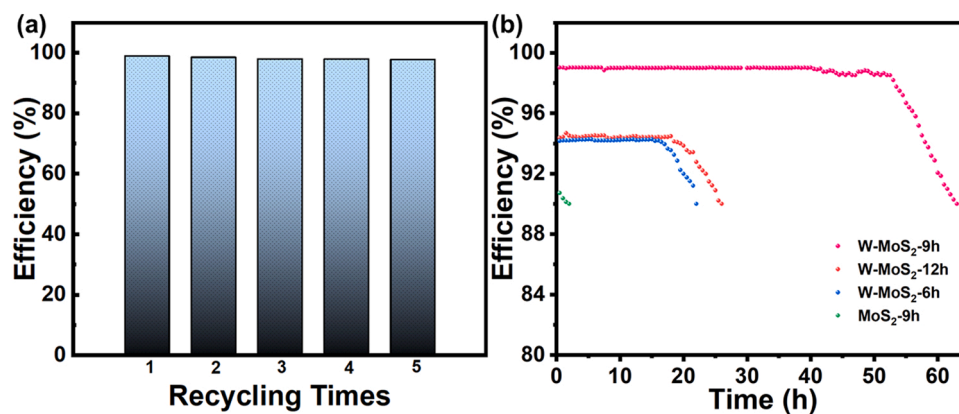 (a)
100
80
60
40
20
0
Efficiency (%)
1 2 3 4 5
Recycling Times
(b)
100
96
92
88
84
80
Efficiency (%)
W-MoS₂-9h
W-MoS₂-12h
W-MoS₂-6h
MoS₂-9h
0 10 20 30 40 50 60
Time (h)